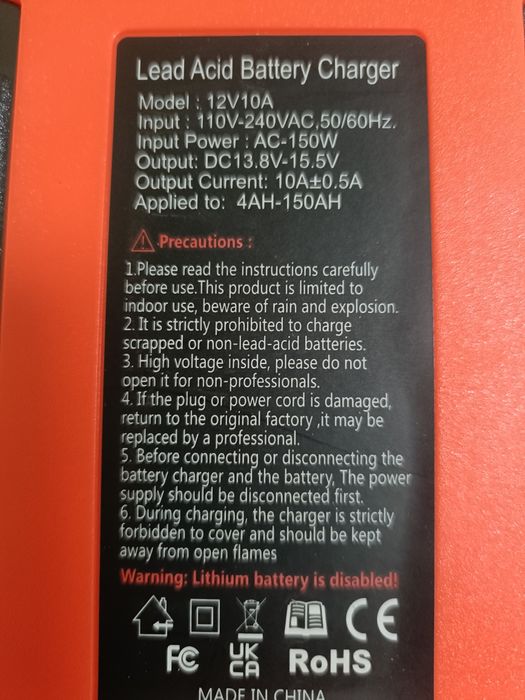 Lead Acid Battery Charger
Model : 12V10A
Input : 110V-240VAC,50/60Hz.
Input Power : AC-150W
Output: DC13.8V-15.5V
Output Current: 10A±0.5A
Applied to: 4AH-150AH
Precautions :
1.Please read the instructions carefully
before use.This product is limited to
indoor use, beware of rain and explosion.
2. It is strictly prohibited to charge
scrapped or non-lead-acid batteries.
3. High voltage inside, please do not
open it for non-professionals.
4. If the plug or power cord is damaged,
return to the original factory ,it may be
replaced by a professional.
5. Before connecting or disconnecting the
battery charger and the battery, The power
supply should be disconnected first.
6. During charging, the charger is strictly
forbidden to cover and should be kept
away from open flames
Warning: Lithium battery is disabled!
CE
FC UK CA RoHS
MADE IN CHINA